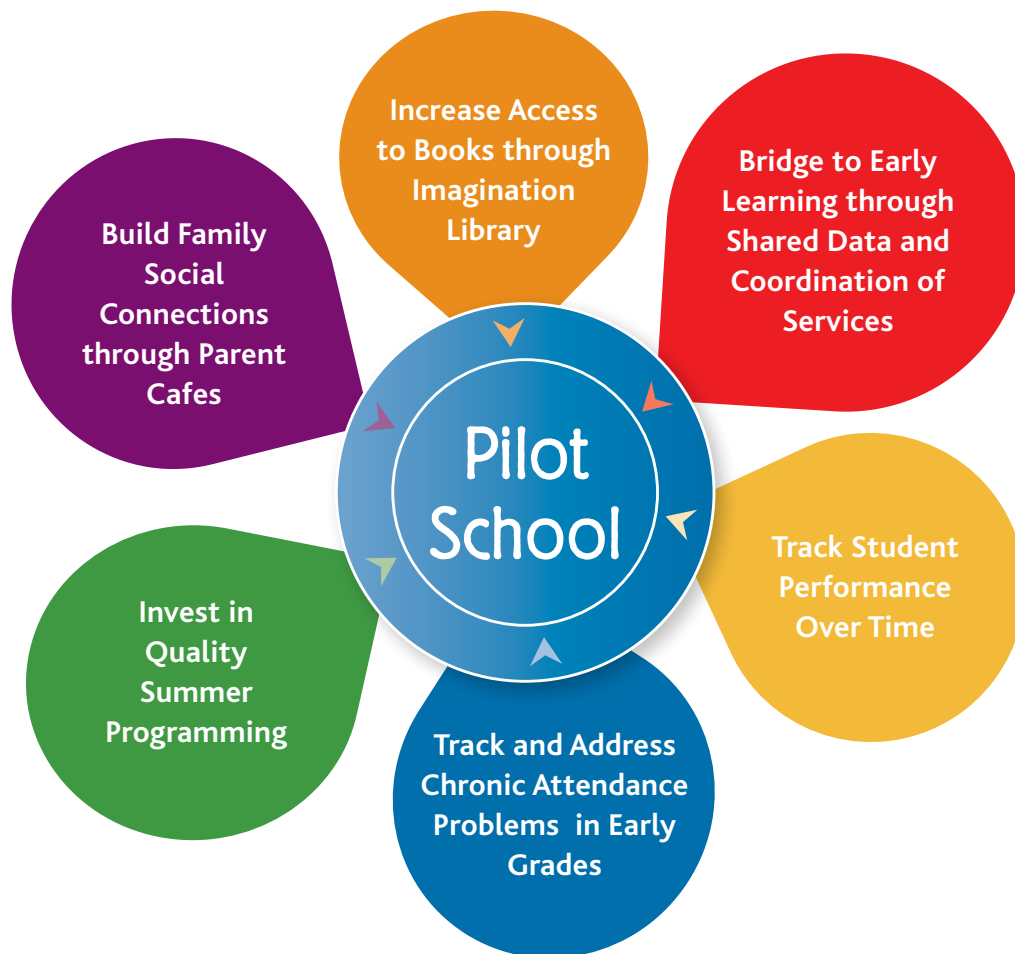 Increase Access
to Books through
Imagination
Library
Bridge to Early
Learning through
Shared Data and
Coordination of
Services
Track Student
Performance
Over Time
Track and Address
Chronic Attendance
Problems  in Early
Grades
Invest in
Quality
Summer
Programming
Build Family
Social
Connections
through Parent
Cafes
Pilot
School